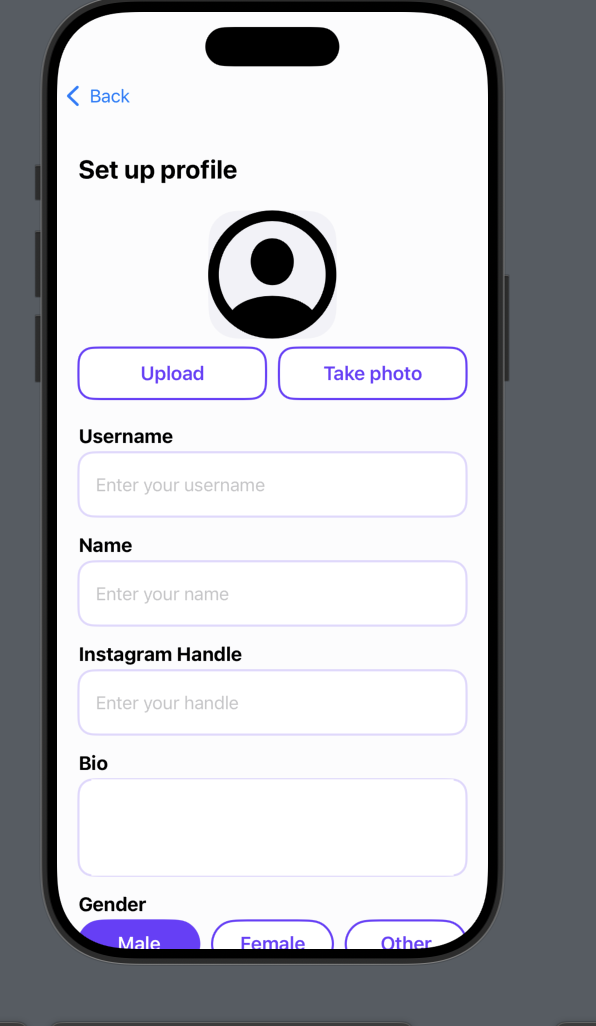 Back
Set up profile
Upload Take photo
Username
Enter your username
Name
Enter your name
Instagram Handle
Enter your handle
Bio
Gender
Male Female Other